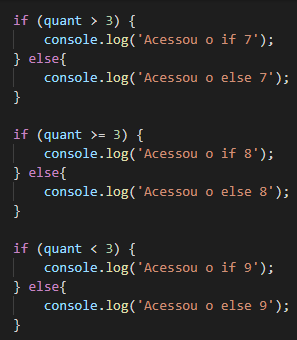 if (quant > 3) {
    console.log('Acessou o if 7');
} else{
    console.log('Acessou o else 7');
}

if (quant >= 3) {
    console.log('Acessou o if 8');
} else{
    console.log('Acessou o else 8');
}

if (quant < 3) {
    console.log('Acessou o if 9');
} else{
    console.log('Acessou o else 9');
}